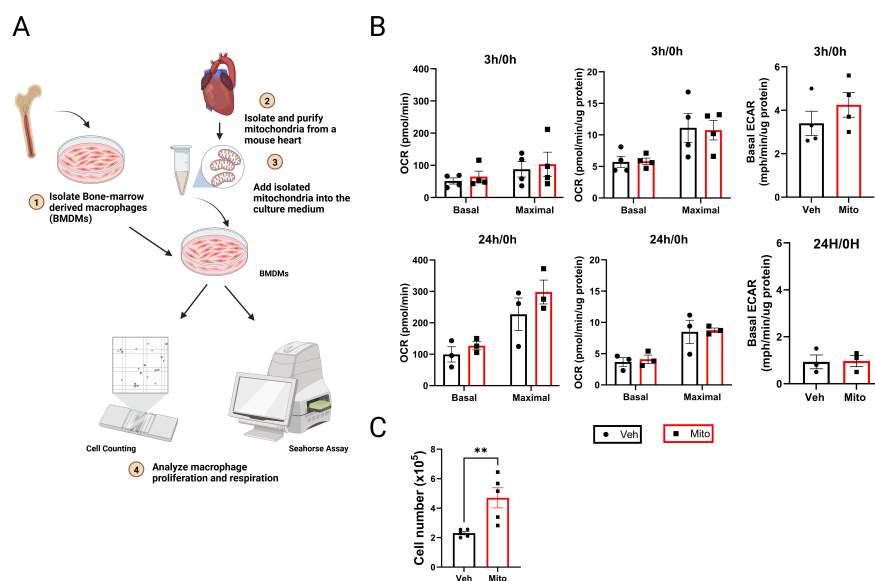 A
2
Isolate and purify
mitochondria from a
mouse heart
3
Add isolated
mitochondria into the
culture medium
1
Isolate Bone-marrow
derived macrophages
(BMDMs)
BMDMs
Cell Counting
Seahorse Assay
4
Analyze macrophage
proliferation and respiration
B
3h/0h
OCR (pmol/min)
400
300
200
100
0
Basal
Maximal
3h/0h
OCR (pmol/min/ug protein)
20
15
10
5
0
Basal
Maximal
3h/0h
Basal ECAR
(mph/min/ug protein)
6
4
2
0
Veh
Mito
24h/0h
OCR (pmol/min)
400
300
200
100
0
Basal
Maximal
24h/0h
OCR (pmol/min/ug protein)
20
15
10
5
0
Basal
Maximal
24H/0H
Basal ECAR
(mph/min/ug protein)
6
4
2
0
Veh
Mito
Veh
Mito
C
Cell number (x10⁵)
8
6
4
2
0
**
Veh
Mito